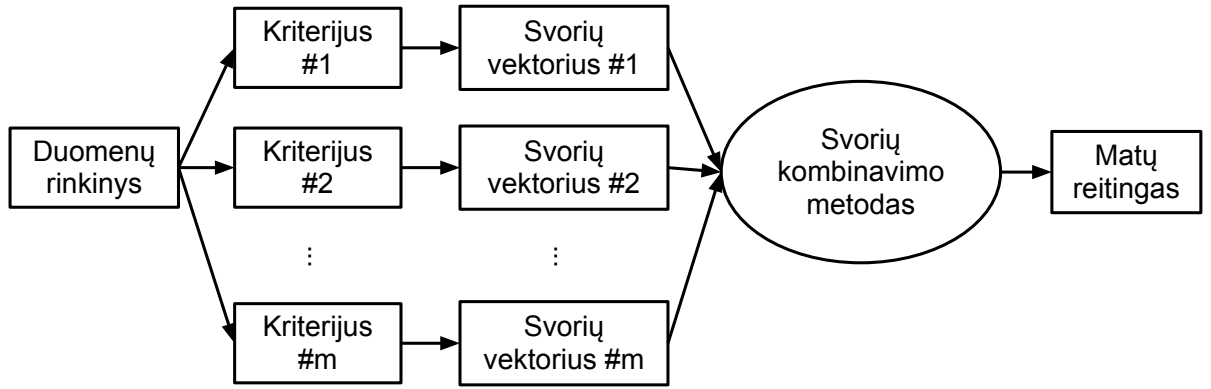 Duomenų
rinkinys
Kriterijus
#1
Svorių
vektorius #1
Kriterijus
#2
Svorių
vektorius #2
...
...
Kriterijus
#m
Svorių
vektorius #m
Svorių
kombinavimo
metodas
Matų
reitingas